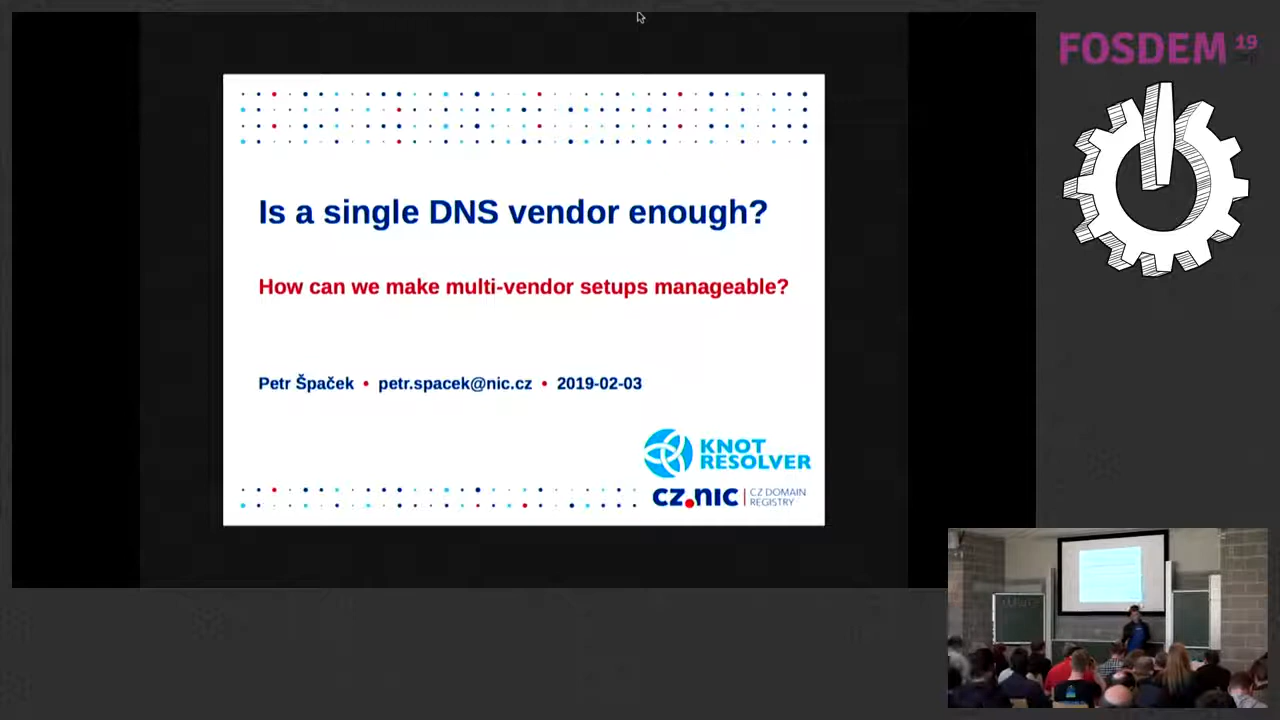 FOSDEM 19
Is a single DNS vendor enough?
How can we make multi-vendor setups manageable?
Petr Špaček • petr.spacek@nic.cz • 2019-02-03
KNOT
RESOLVER
cz.nic | CZ DOMAIN
REGISTRY